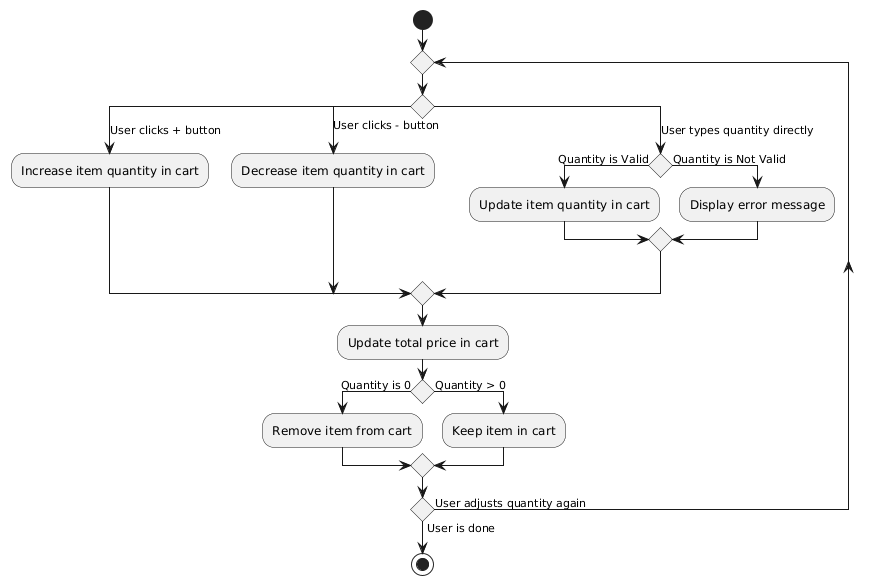 User clicks + button
User clicks - button
User types quantity directly
Increase item quantity in cart
Decrease item quantity in cart
Quantity is Valid
Quantity is Not Valid
Update item quantity in cart
Display error message
Update total price in cart
Quantity is 0
Quantity > 0
Remove item from cart
Keep item in cart
User adjusts quantity again
User is done